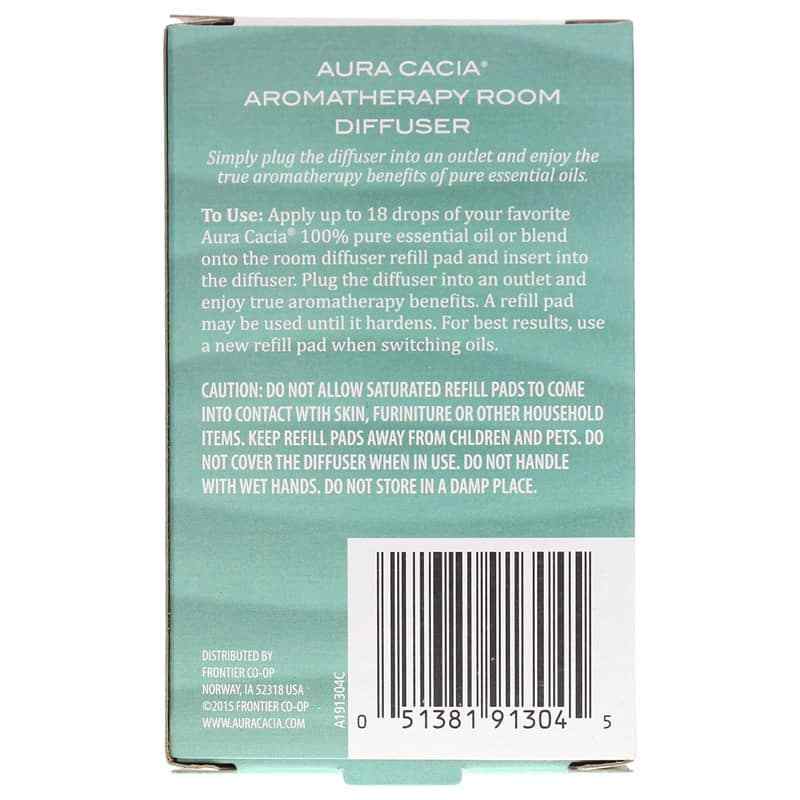 AURA CACIA®
AROMATHERAPY ROOM
DIFFUSER
Simply plug the diffuser into an outlet and enjoy the
true aromatherapy benefits of pure essential oils.
To Use: Apply up to 18 drops of your favorite
Aura Cacia® 100% pure essential oil or blend
onto the room diffuser refill pad and insert into
the diffuser. Plug the diffuser into an outlet and
enjoy true aromatherapy benefits. A refill pad
may be used until it hardens. For best results, use
a new refill pad when switching oils.
CAUTION: DO NOT ALLOW SATURATED REFILL PADS TO COME
INTO CONTACT WTIH SKIN, FURINITURE OR OTHER HOUSEHOLD
ITEMS. KEEP REFILL PADS AWAY FROM CHLDREN AND PETS. DO
NOT COVER THE DIFFUSER WHEN IN USE. DO NOT HANDLE
WITH WET HANDS. DO NOT STORE IN A DAMP PLACE.
DISTRIBUTED BY
FRONTIER CO-OP
NORWAY, IA 52318 USA
©2015 FRONTIER CO-OP
WWW.AURACACIA.COM
A191304C
0 51381 91304 5